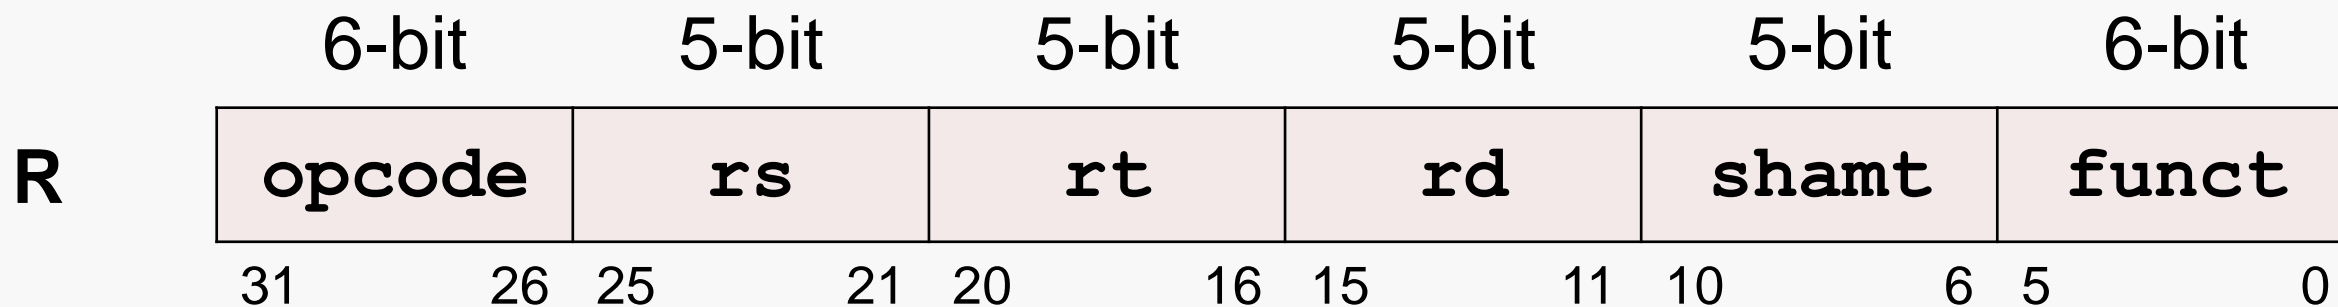 6-bit 5-bit 5-bit 5-bit 5-bit 6-bit
R opcode rs rt rd shamt funct
31 26 25 21 20 16 15 11 10 6 5 0